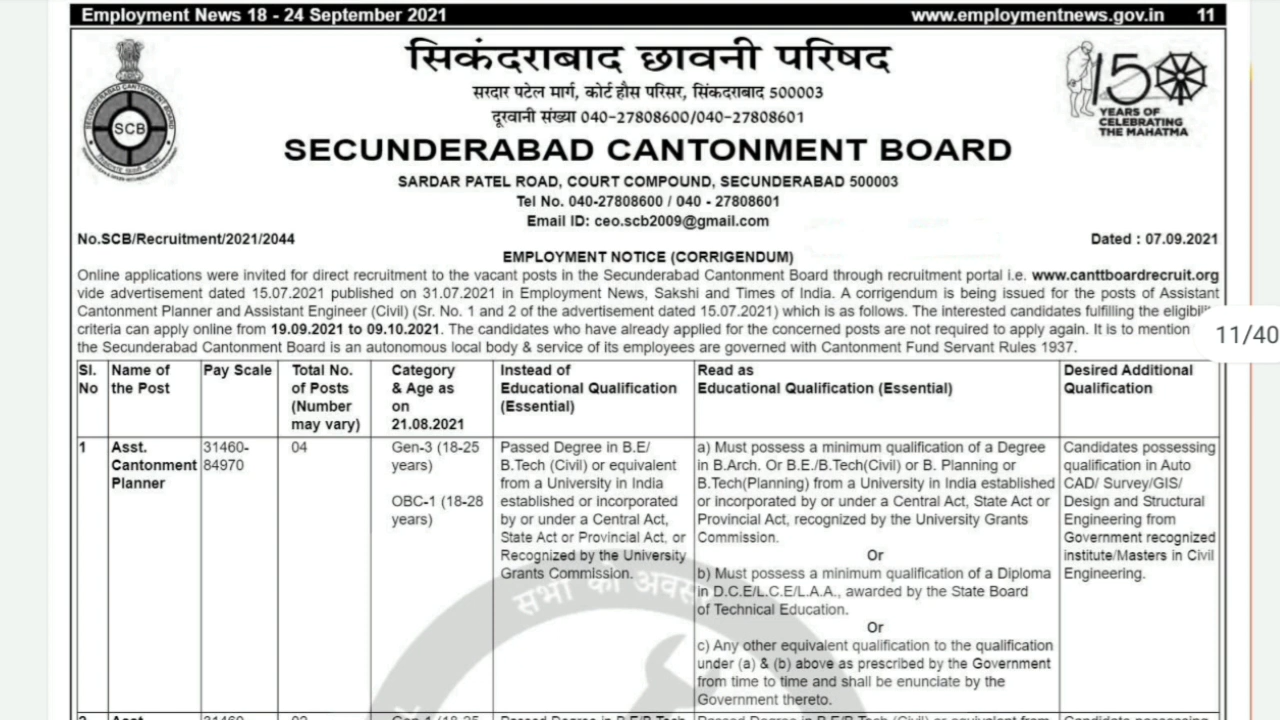 Employment News 18 - 24 September 2021 www.employmentnews.gov.in 11
सिकंदराबाद छावनी परिषद
सरदार पटेल मार्ग, कोर्ट हौस परिसर, सिंकदराबाद 500003
दूरवानी संख्या 040-27808600/040-27808601
SECUNDERABAD CANTONMENT BOARD
SCB
150
YEARS OF
CELEBRATING
THE MAHATMA
SARDAR PATEL ROAD, COURT COMPOUND, SECUNDERABAD 500003
Tel No. 040-27808600 / 040 - 27808601
Email ID: ceo.scb2009@gmail.com
No.SCB/Recruitment/2021/2044 Dated : 07.09.2021
EMPLOYMENT NOTICE (CORRIGENDUM)
Online applications were invited for direct recruitment to the vacant posts in the Secunderabad Cantonment Board through recruitment portal i.e. www.canttboardrecruit.org
vide advertisement dated 15.07.2021 published on 31.07.2021 in Employment News, Sakshi and Times of India. A corrigendum is being issued for the posts of Assistant
Cantonment Planner and Assistant Engineer (Civil) (Sr. No. 1 and 2 of the advertisement dated 15.07.2021) which is as follows. The interested candidates fulfilling the
criteria can apply online from 19.09.2021 to 09.10.2021. The candidates who have already applied for the concerned posts are not required to apply again. It is to mention
the Secunderabad Cantonment Board is an autonomous local body & service of its employees are governed with Cantonment Fund Servant Rules 1937.
11/40
Sl.
No
Name of
the Post
Pay Scale
Total No.
of Posts
(Number
may vary)
Category
& Age as
on
21.08.2021
Instead of
Educational Qualification
(Essential)
Read as
Educational Qualification (Essential)
Desired Additional
Qualification
1
Asst.
Cantonment
Planner
31460-
84970
04
Gen-3 (18-25
years)
OBC-1 (18-28
years)
Passed Degree in B.E/
B.Tech (Civil) or equivalent
from a University in India
established or incorporated
by or under a Central Act,
State Act or Provincial Act, or
Recognized by the University
Grants Commission.
a) Must possess a minimum qualification of a Degree
in B.Arch. Or B.E./B.Tech(Civil) or B. Planning or
B.Tech(Planning) from a University in India established
or incorporated by or under a Central Act, State Act or
Provincial Act, recognized by the University Grants
Commission.
Or
b) Must possess a minimum qualification of a Diploma
in D.C.E/L.C.E/L.A.A., awarded by the State Board
of Technical Education.
Or
c) Any other equivalent qualification to the qualification
under (a) & (b) above as prescribed by the Government
from time to time and shall be enunciate by the
Government thereto.
Candidates possessing
qualification in Auto
CAD/ Survey/GIS/
Design and Structural
Engineering from
Government recognized
institute/Masters in Civil
Engineering.
सभी को